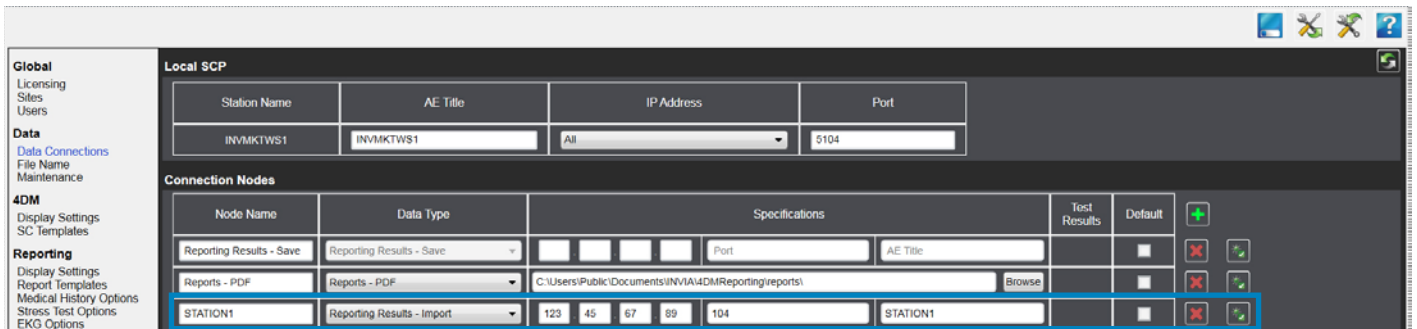 Global
Licensing
Sites
Users
Data
Data Connections
File Name
Maintenance
4DM
Display Settings
SC Templates
Reporting
Display Settings
Report Templates
Medical History Options
Stress Test Options
EKG Options
Local SCP
Station Name AE Title IP Address Port
INVMKTWS1 INVMKTWS1 All 5104
Connection Nodes
Node Name Data Type Specifications Test Results Default
Reporting Results - Save Reporting Results - Save . . . Port AE Title
Reports - PDF Reports - PDF C:\Users\Public\Documents\INVIA\4DMReporting\reports\ Browse
STATION1 Reporting Results - Import 123 . 45 . 67 . 89 104 STATION1